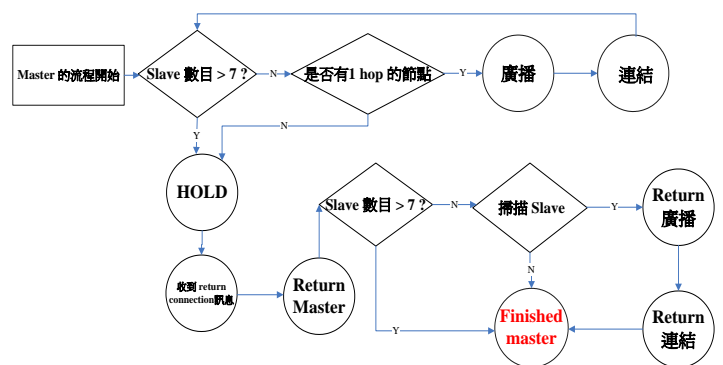 Master 的流程開始
Slave 數目 > 7 ?
N
是否有1 hop 的節點
Y
廣播
連結
Y
N
HOLD
收到 return
connection訊息
Return
Master
Slave 數目 > 7 ?
N
掃描 Slave
Y
Return
廣播
N
Y
Finished
master
Return
連結